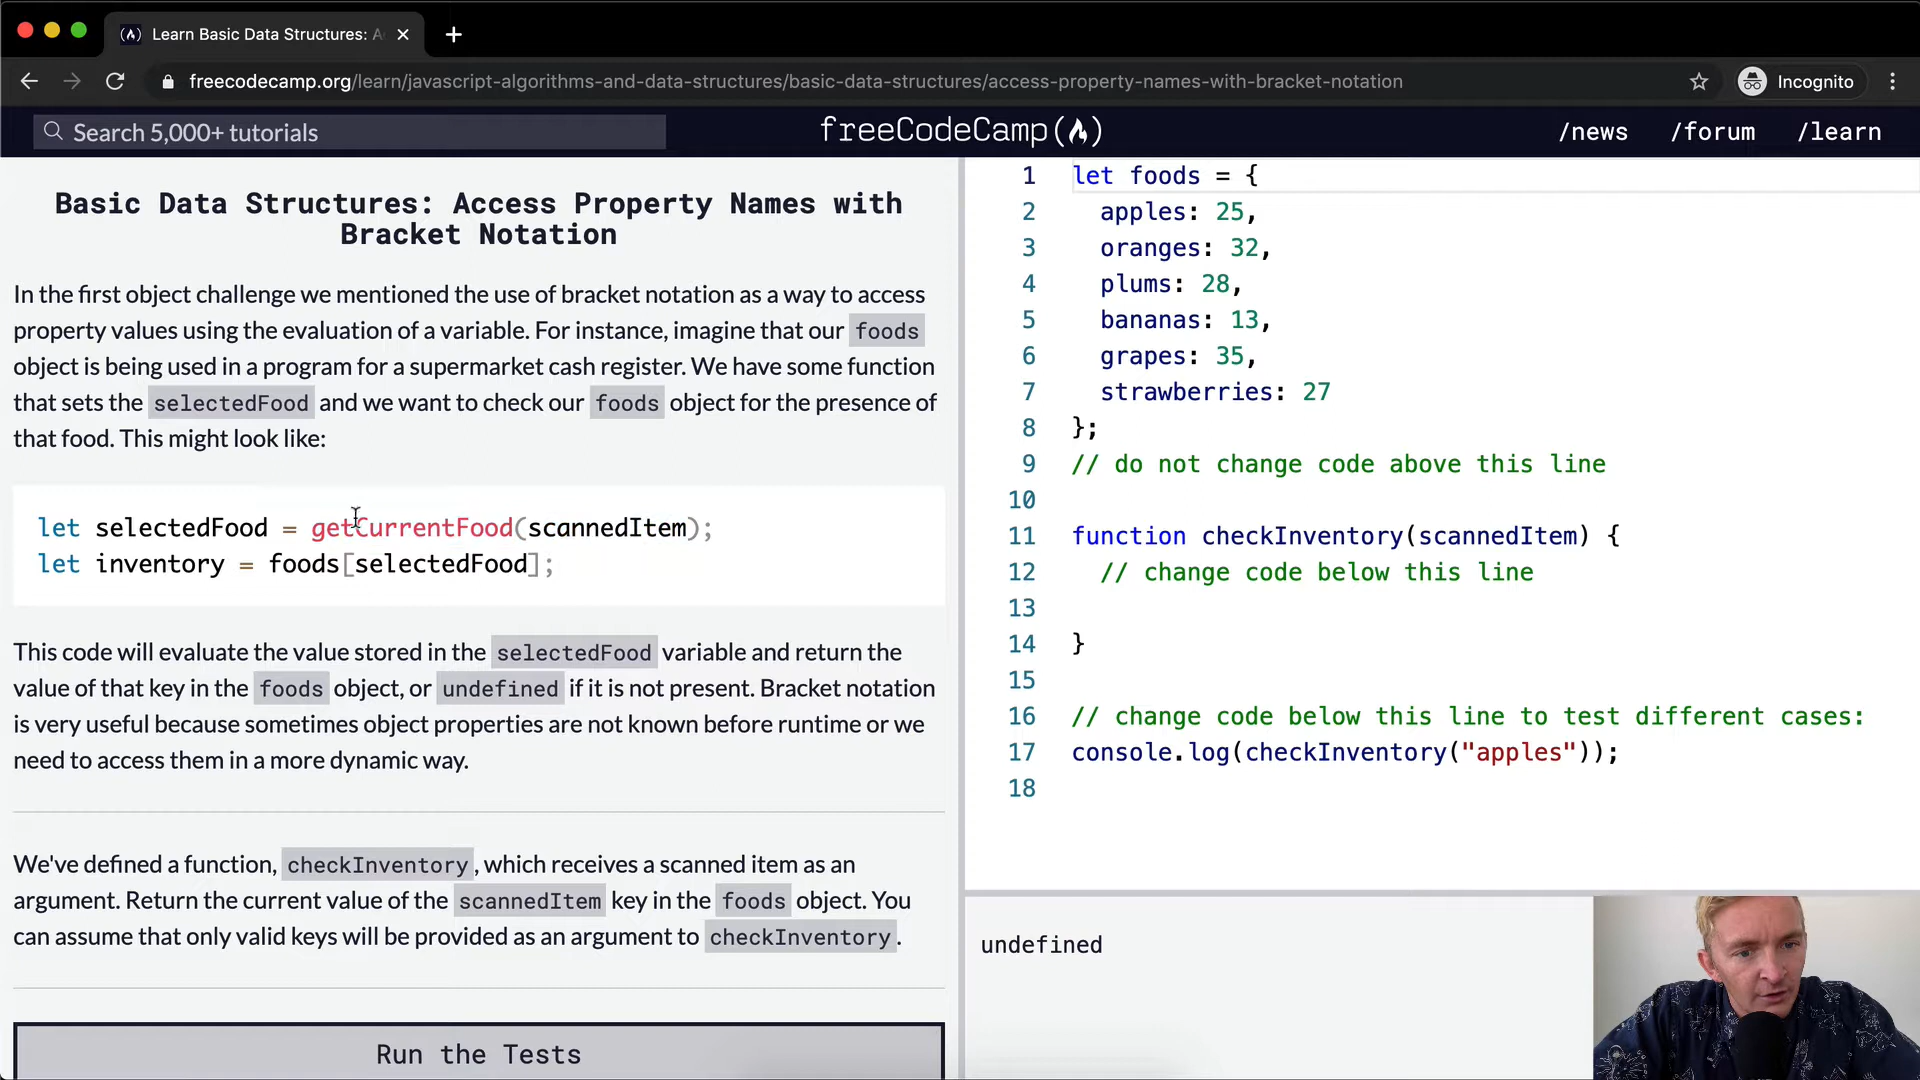 Learn Basic Data Structures: A
freecodecamp.org/learn/javascript-algorithms-and-data-structures/basic-data-structures/access-property-names-with-bracket-notation
Incognito
Search 5,000+ tutorials
freeCodeCamp
/news /forum /learn
Basic Data Structures: Access Property Names with
Bracket Notation
In the first object challenge we mentioned the use of bracket notation as a way to access
property values using the evaluation of a variable. For instance, imagine that our foods
object is being used in a program for a supermarket cash register. We have some function
that sets the selectedFood and we want to check our foods object for the presence of
that food. This might look like:
let selectedFood = getCurrentFood(scannedItem);
let inventory = foods[selectedFood];
This code will evaluate the value stored in the selectedFood variable and return the
value of that key in the foods object, or undefined if it is not present. Bracket notation
is very useful because sometimes object properties are not known before runtime or we
need to access them in a more dynamic way.
We've defined a function, checkInventory, which receives a scanned item as an
argument. Return the current value of the scannedItem key in the foods object. You
can assume that only valid keys will be provided as an argument to checkInventory.
Run the Tests
1 let foods = {
2 apples: 25,
3 oranges: 32,
4 plums: 28,
5 bananas: 13,
6 grapes: 35,
7 strawberries: 27
8 };
9 // do not change code above this line
10
11 function checkInventory(scannedItem) {
12 // change code below this line
13
14 }
15
16 // change code below this line to test different cases:
17 console.log(checkInventory("apples"));
18
undefined